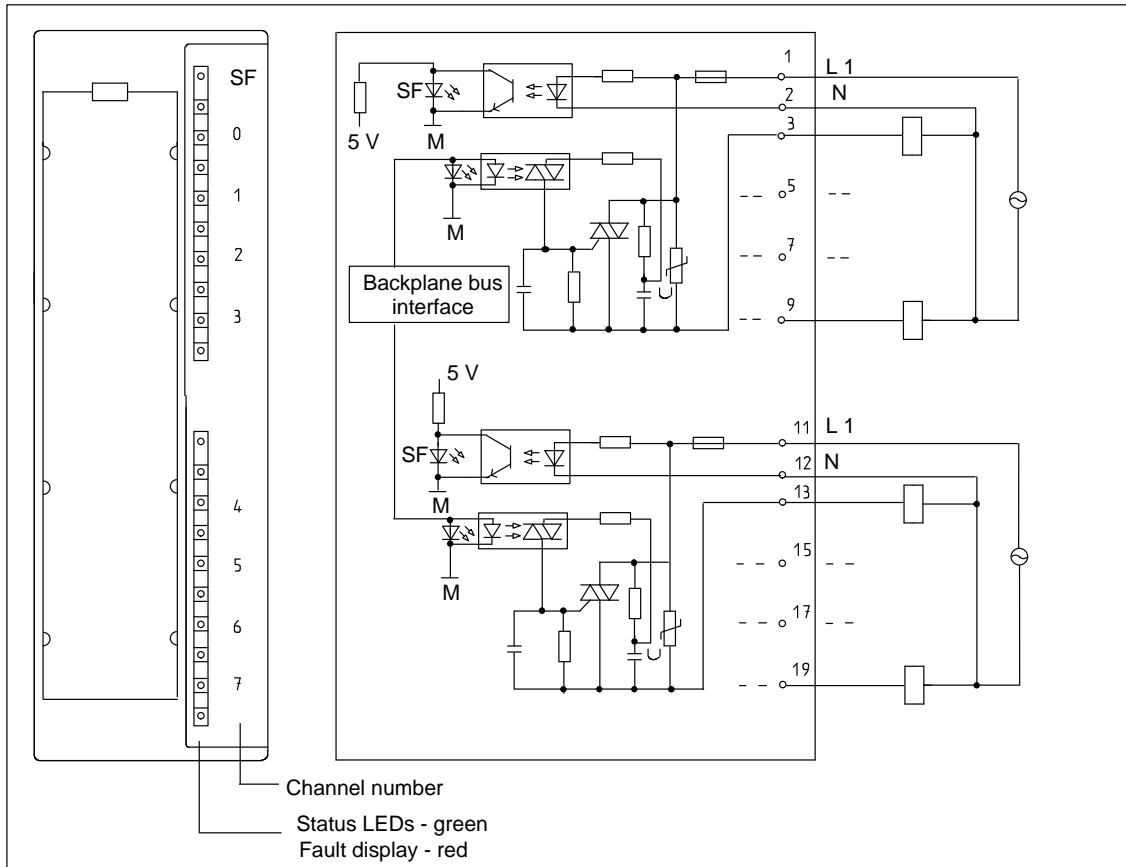 SF
0
1
2
3
4
5
6
7
Channel number
Status LEDs - green
Fault display - red
5 V
SF
M
M
Backplane bus
interface
5 V
SF
M
M
1
L 1
2
N
3
5
7
9
11
L 1
12
N
13
15
17
19
U
U